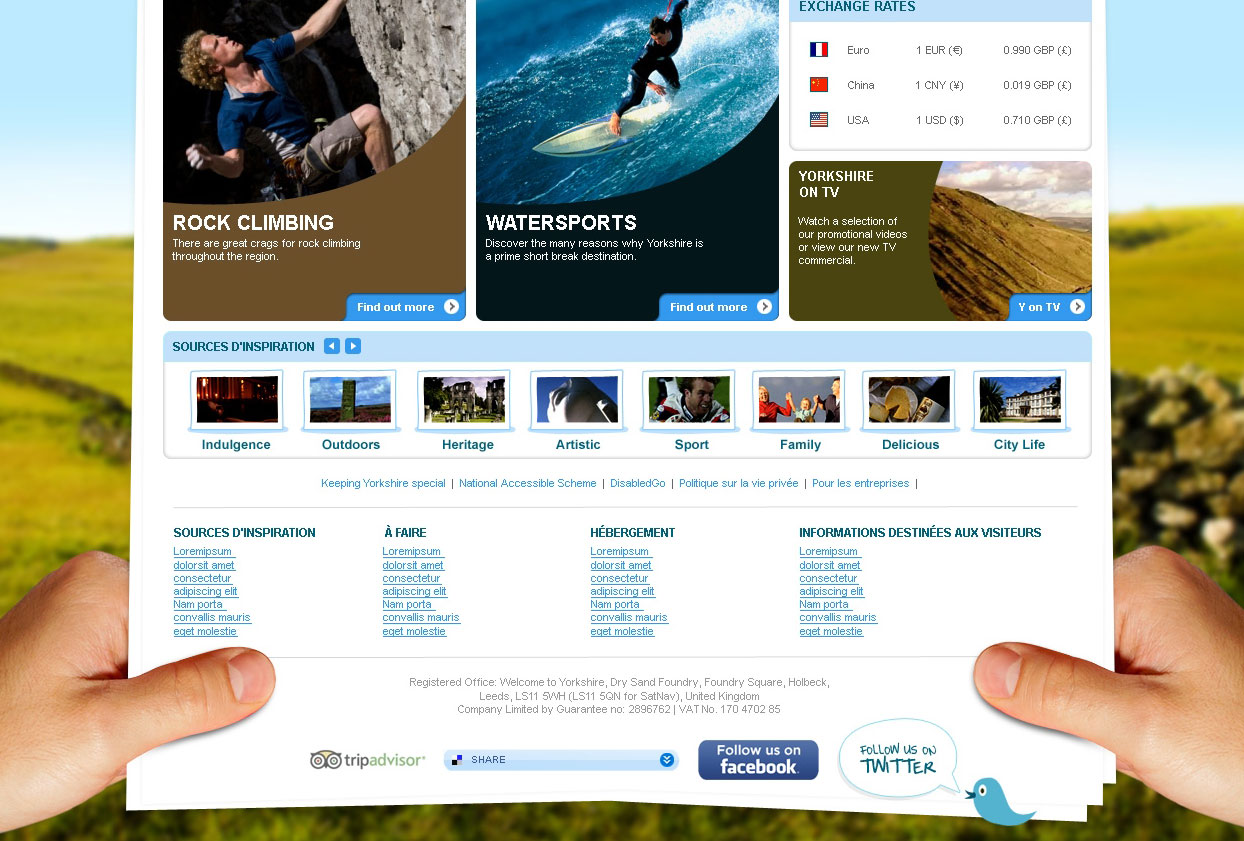 EXCHANGE RATES
Euro 1 EUR (€) 0.990 GBP (£)
China 1 CNY (¥) 0.019 GBP (£)
USA 1 USD ($) 0.710 GBP (£)
ROCK CLIMBING
There are great crags for rock climbing
throughout the region.
Find out more
WATERSPORTS
Discover the many reasons why Yorkshire is
a prime short break destination.
Find out more
YORKSHIRE
ON TV
Watch a selection of
our promotional videos
or view our new TV
commercial.
Y on TV
SOURCES D'INSPIRATION
Indulgence Outdoors Heritage Artistic Sport Family Delicious City Life
Keeping Yorkshire special | National Accessible Scheme | DisabledGo | Politique sur la vie privée | Pour les entreprises |
SOURCES D'INSPIRATION
Loremipsum
dolorsit amet
consectetur
adipiscing elit
Nam porta
convallis mauris
eget molestie
À FAIRE
Loremipsum
dolorsit amet
consectetur
adipiscing elit
Nam porta
convallis mauris
eget molestie
HÉBERGEMENT
Loremipsum
dolorsit amet
consectetur
adipiscing elit
Nam porta
convallis mauris
eget molestie
INFORMATIONS DESTINÉES AUX VISITEURS
Loremipsum
dolorsit amet
consectetur
adipiscing elit
Nam porta
convallis mauris
eget molestie
Registered Office: Welcome to Yorkshire, Dry Sand Foundry, Foundry Square, Holbeck,
Leeds, LS11 5WH (LS11 5QN for SatNav), United Kingdom
Company Limited by Guarantee no: 2896762 | VAT No. 170 4702 85
tripadvisor
SHARE
Follow us on
facebook
FOLLOW US ON
TWITTER